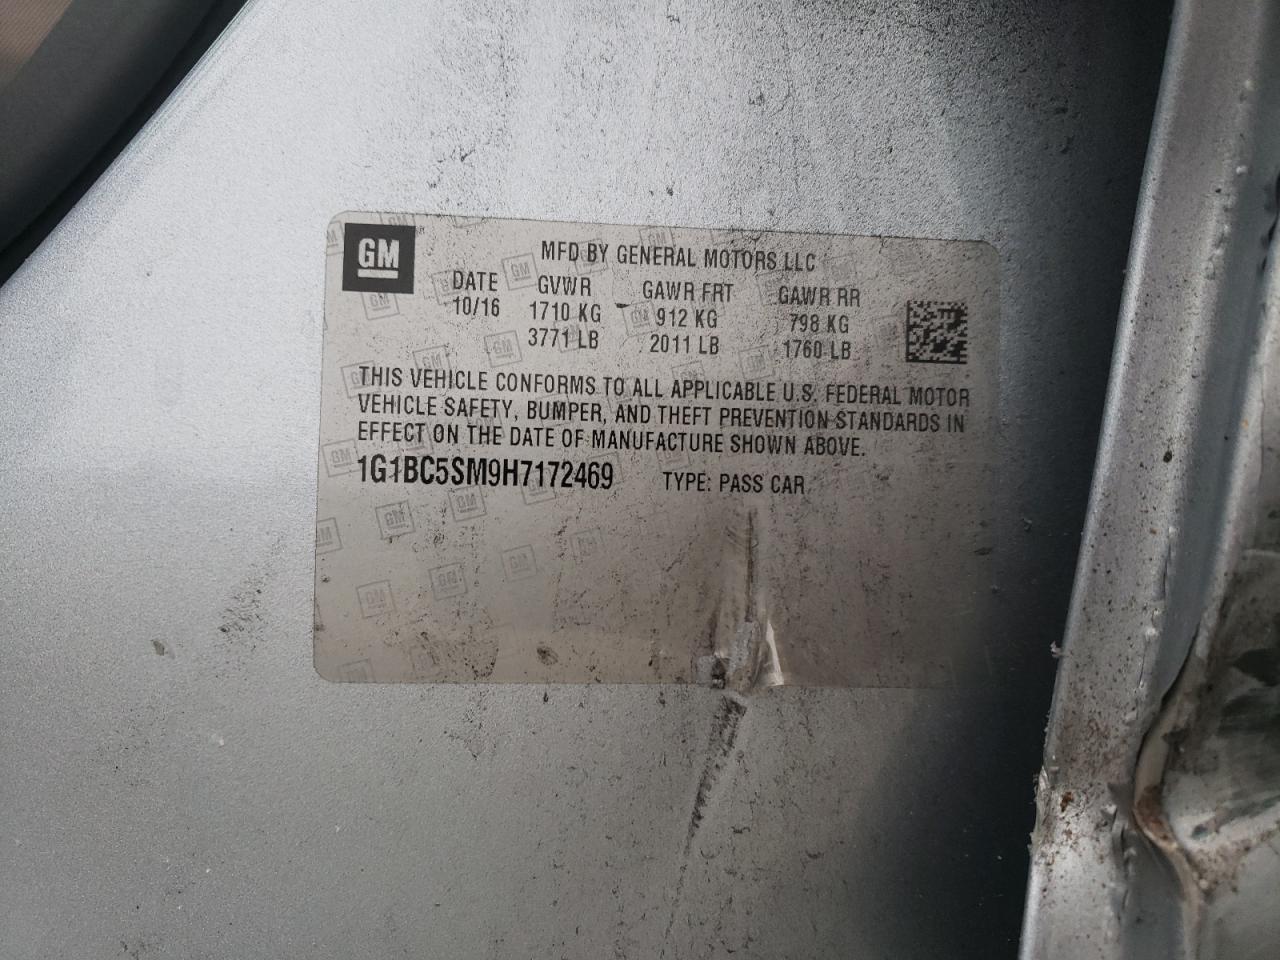 GM
MFD BY GENERAL MOTORS LLC
DATE GVWR GAWR FRT GAWR RR
10/16 1710 KG 912 KG 798 KG
3771 LB 2011 LB 1760 LB
THIS VEHICLE CONFORMS TO ALL APPLICABLE U.S. FEDERAL MOTOR
VEHICLE SAFETY, BUMPER, AND THEFT PREVENTION STANDARDS IN
EFFECT ON THE DATE OF MANUFACTURE SHOWN ABOVE.
1G1BC5SM9H7172469 TYPE: PASS CAR